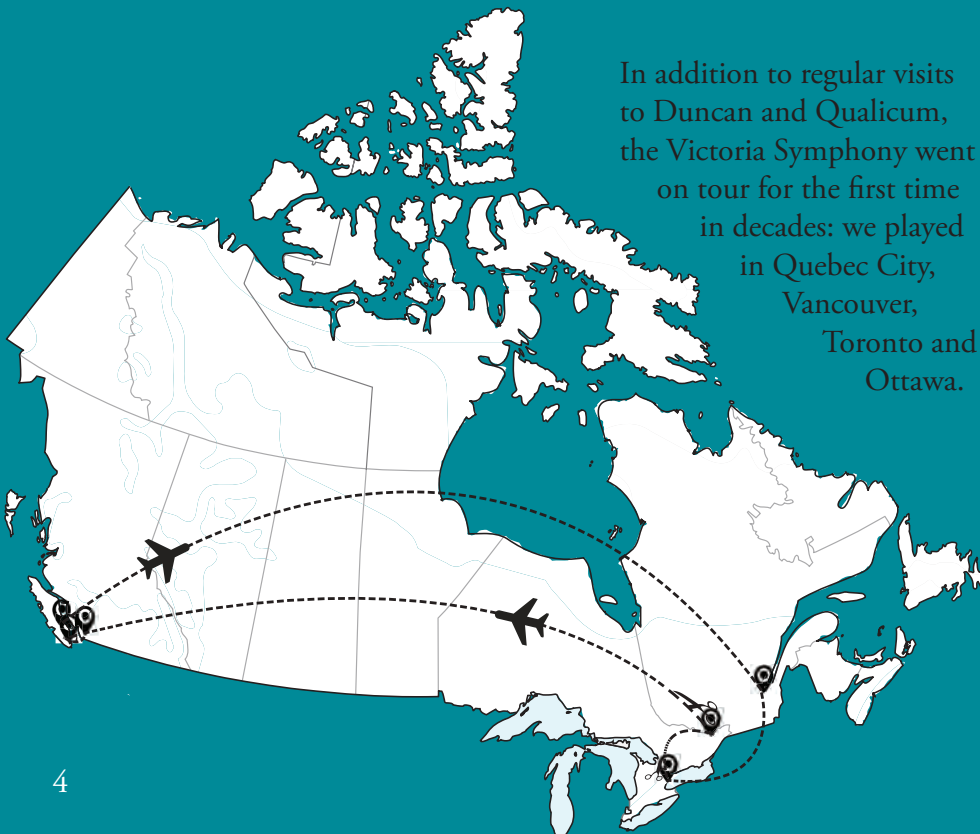 In addition to regular visits
to Duncan and Qualicum,
the Victoria Symphony went
on tour for the first time
in decades: we played
in Quebec City,
Vancouver,
Toronto and
Ottawa.
4